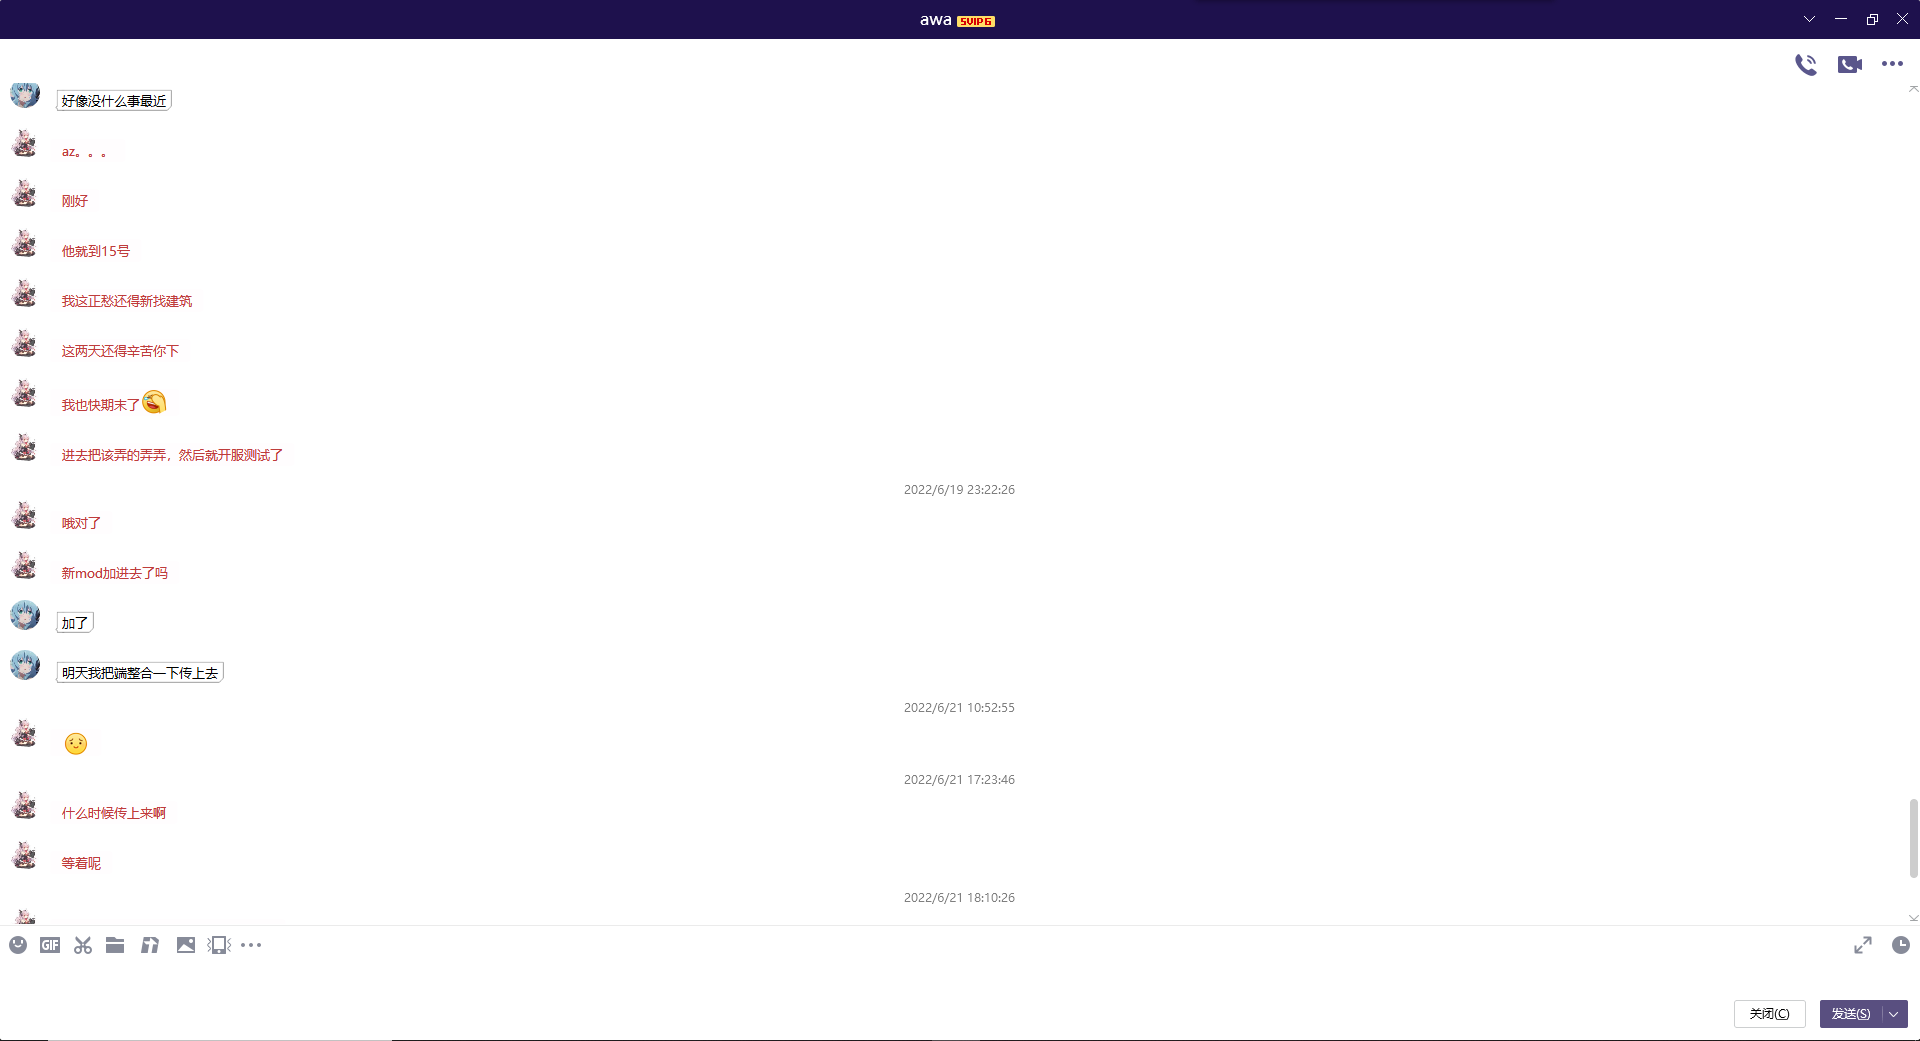 awa SVIP6
好像没什么事最近
az。。。
刚好
他就到15号
我这正愁还得新找建筑
这两天还得辛苦你下
我也快期末了
进去把该弄的弄弄，然后就开服测试了
2022/6/19 23:22:26
哦对了
新mod加进去了吗
加了
明天我把端整合一下传上去
2022/6/21 10:52:55
2022/6/21 17:23:46
什么时候传上来啊
等着呢
2022/6/21 18:10:26
GIF
关闭(C) 发送(S)